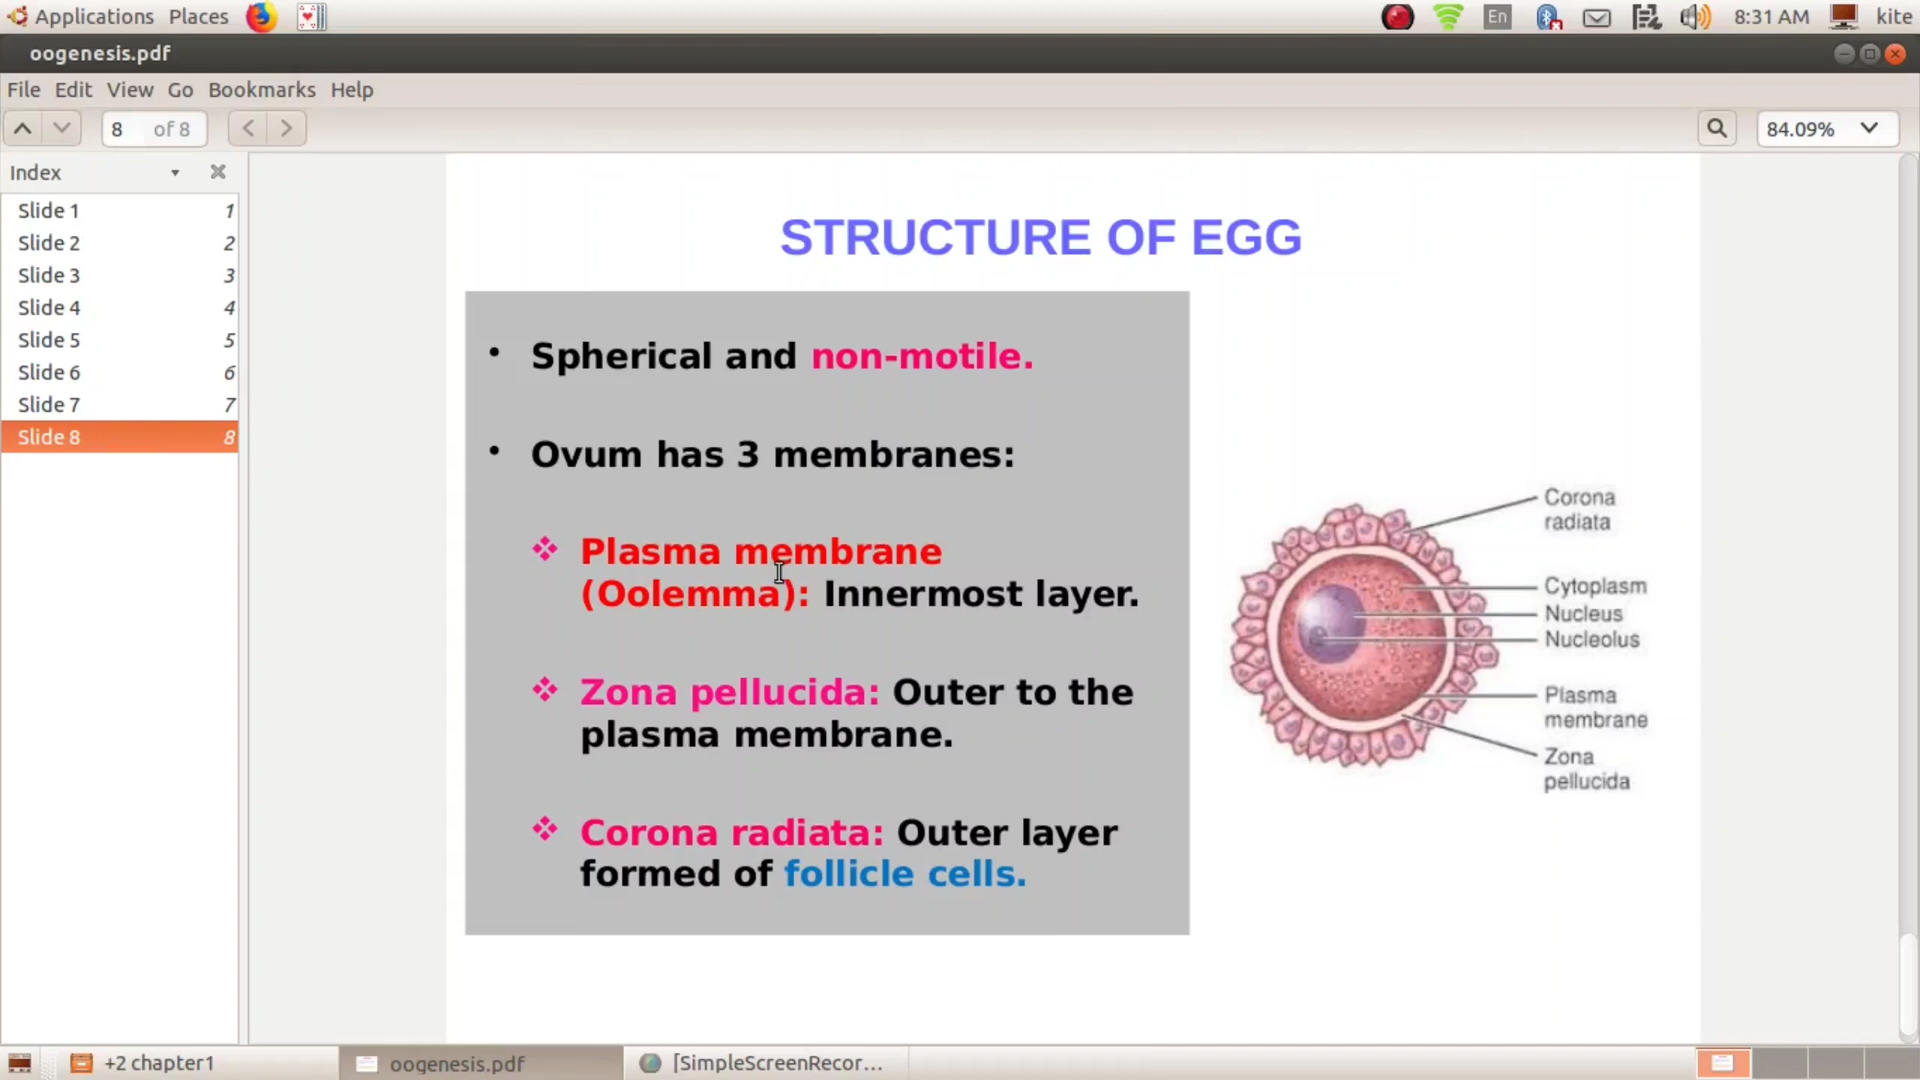 Applications Places En 8:31 AM kite
oogenesis.pdf
File Edit View Go Bookmarks Help
8 of 8 84.09%
Index
Slide 1 1
Slide 2 2
Slide 3 3
Slide 4 4
Slide 5 5
Slide 6 6
Slide 7 7
Slide 8 8
STRUCTURE OF EGG
• Spherical and non-motile.
• Ovum has 3 membranes:
❖ Plasma membrane
(Oolemma): Innermost layer.
❖ Zona pellucida: Outer to the
plasma membrane.
❖ Corona radiata: Outer layer
formed of follicle cells.
Corona
radiata
Cytoplasm
Nucleus
Nucleolus
Plasma
membrane
Zona
pellucida
+2 chapter1 oogenesis.pdf [SimpleScreenRecor...